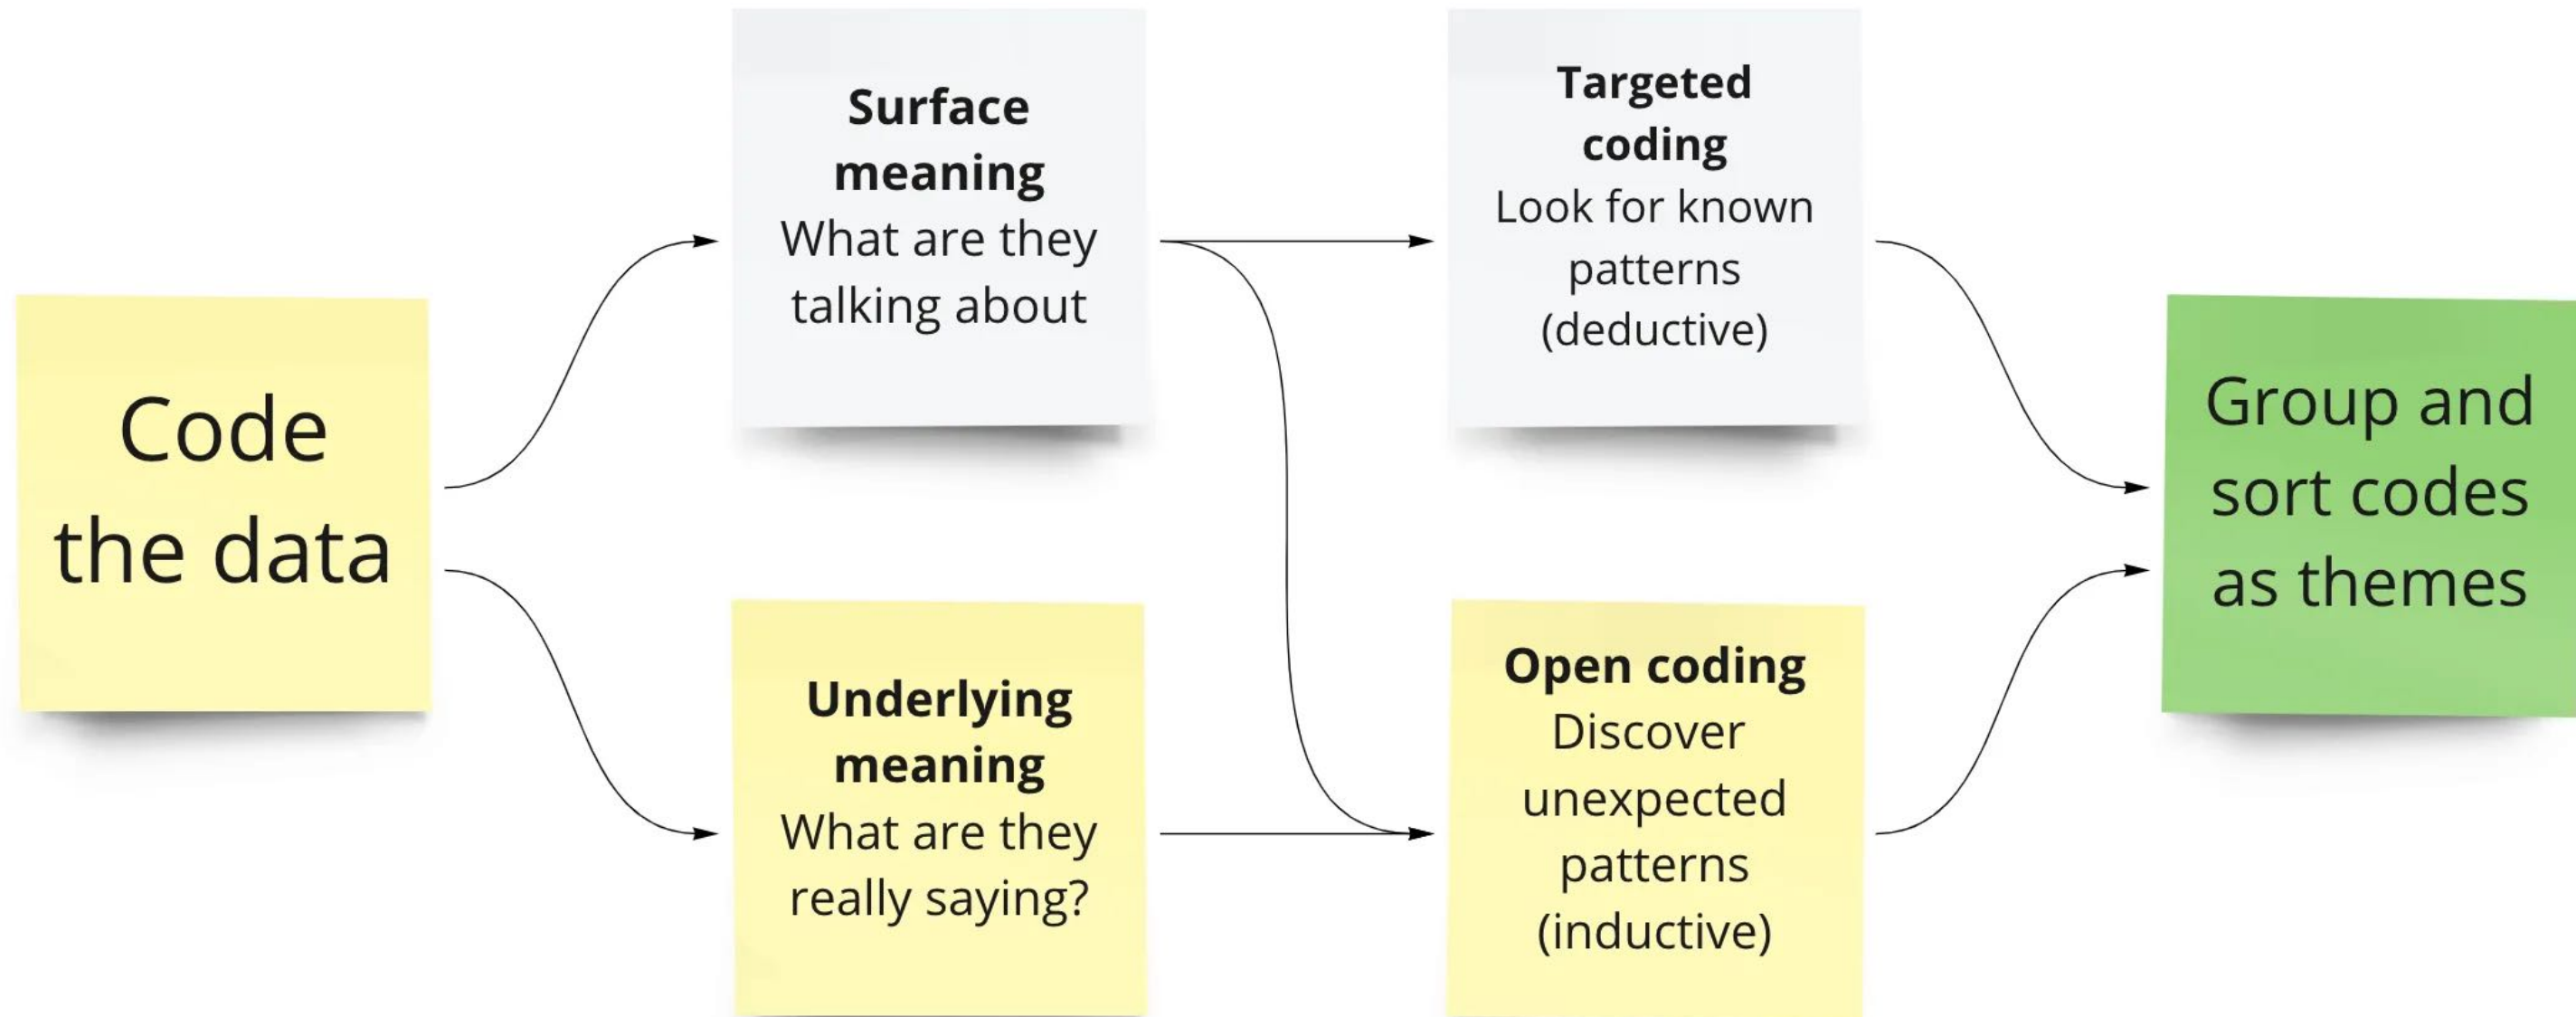 Code
the data
Surface
meaning
What are they
talking about
Underlying
meaning
What are they
really saying?
Targeted
coding
Look for known
patterns
(deductive)
Open coding
Discover
unexpected
patterns
(inductive)
Group and
sort codes
as themes